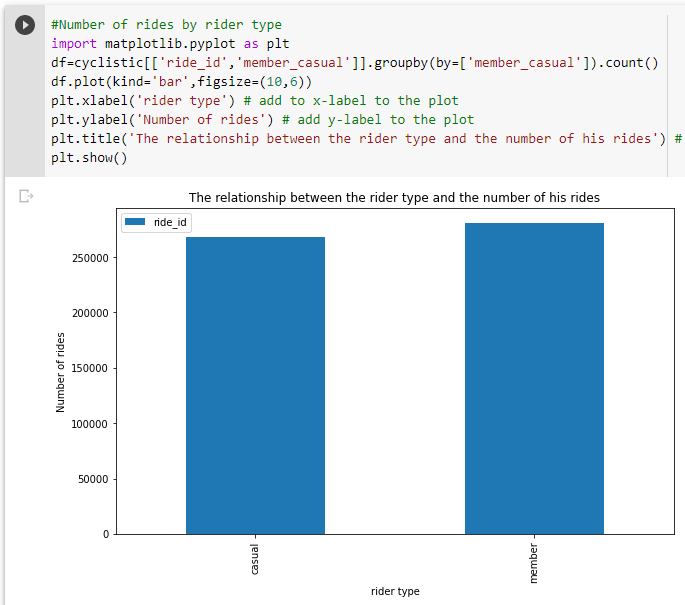 #Number of rides by rider type
import matplotlib.pyplot as plt
df=cyclistic[['ride_id','member_casual']].groupby(by=['member_casual']).count()
df.plot(kind='bar',figsize=(10,6))
plt.xlabel('rider type') # add to x-label to the plot
plt.ylabel('Number of rides') # add y-label to the plot
plt.title('The relationship between the rider type and the number of his rides') #
plt.show()
The relationship between the rider type and the number of his rides
ride_id
250000
200000
150000
100000
50000
0
Number of rides
casual
member
rider type